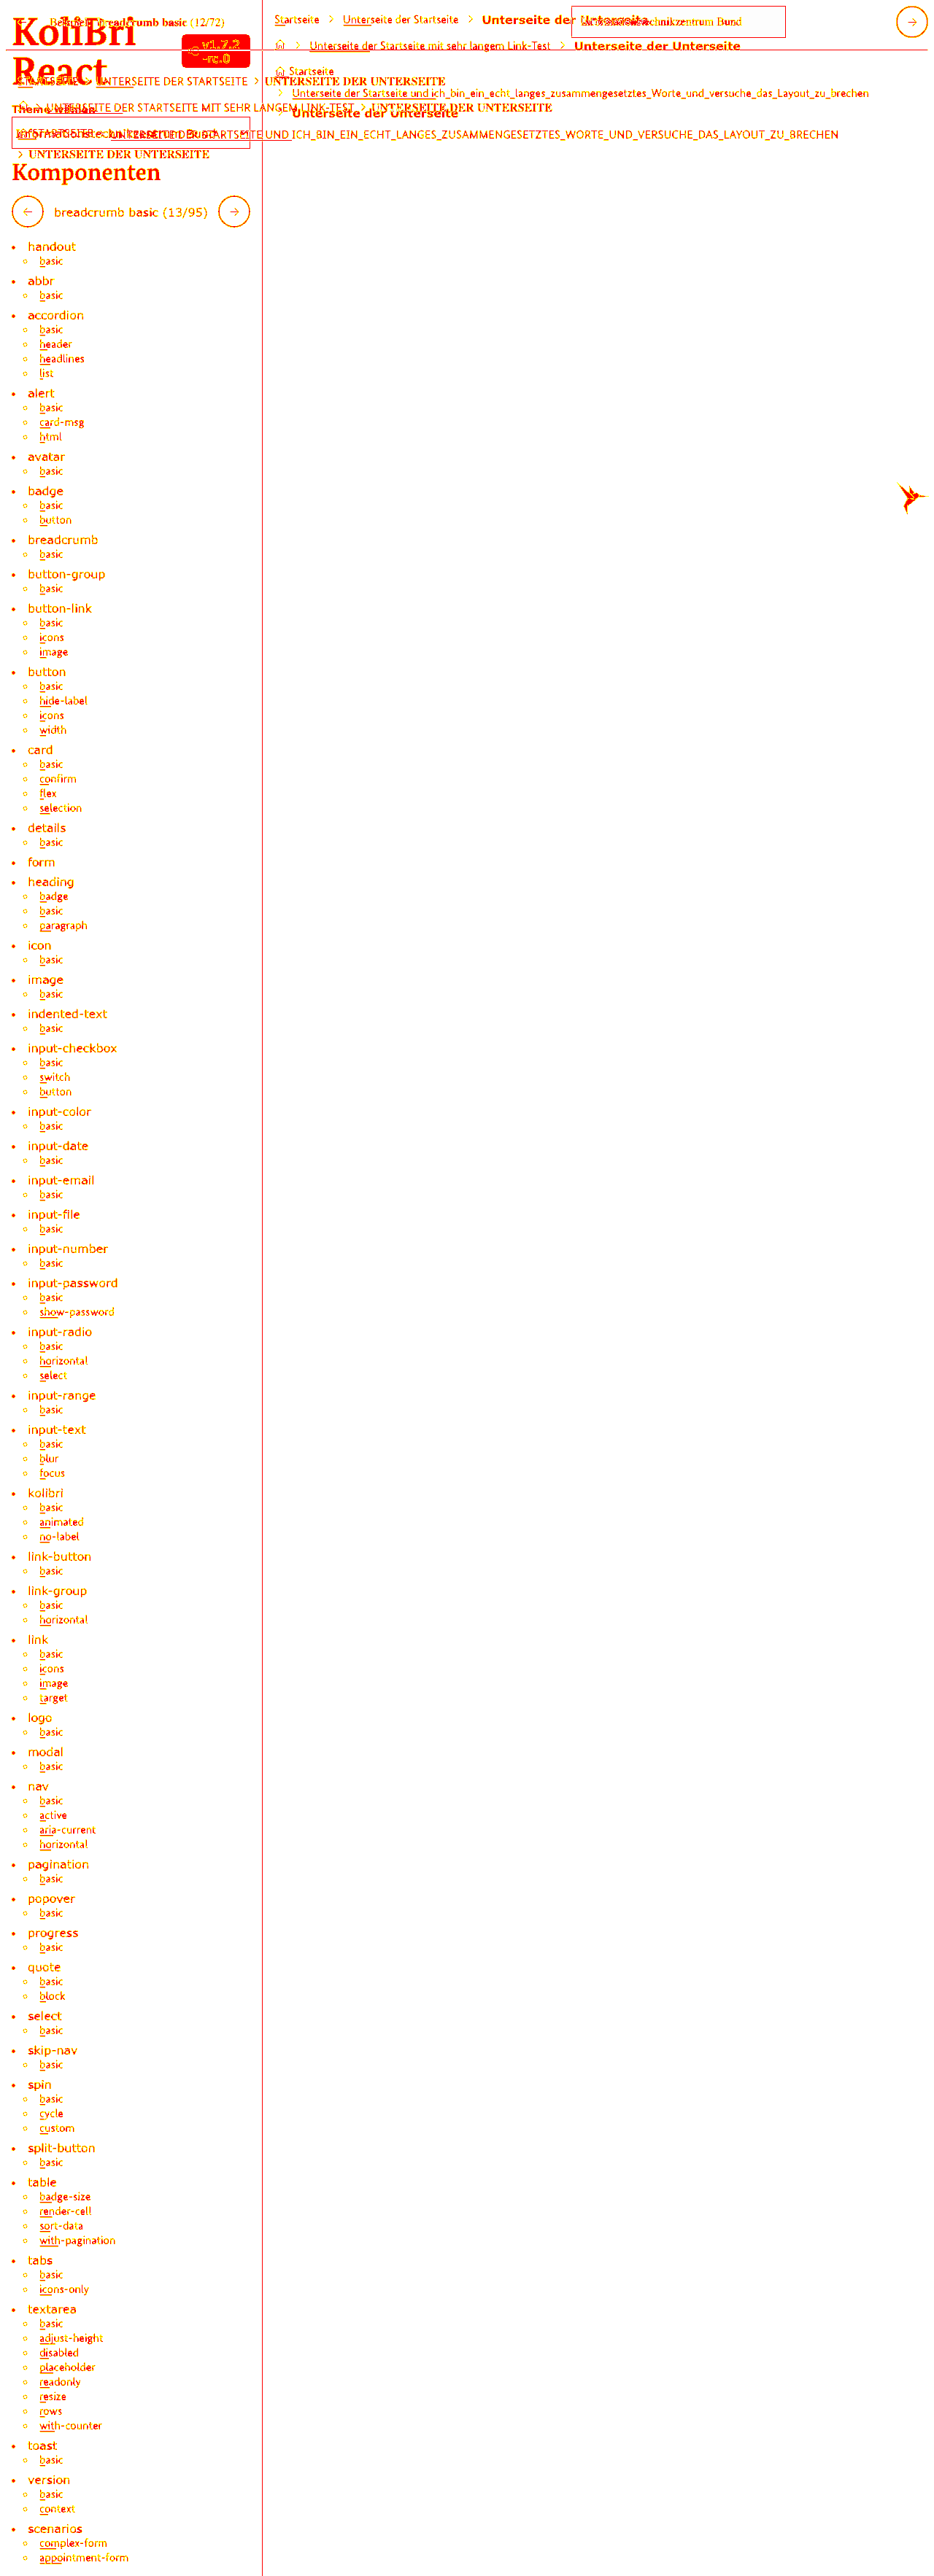 KoliBri
React
v1.7.2
-rc.0
Beispiel breadcrumb basic (12/72)
Startseite Unterseite der Startseite Unterseite der Unterseite
Unterseite der Startseite mit sehr langem Link-Test Unterseite der Unterseite
Startseite
Unterseite der Startseite und ich_bin_ein_echt_langes_zusammengesetztes_Worte_und_versuche_das_Layout_zu_brechen
Unterseite der Unterseite
STARTSEITE UNTERSEITE DER STARTSEITE UNTERSEITE DER UNTERSEITE
UNTERSEITE DER STARTSEITE MIT SEHR LANGEM LINK-TEST UNTERSEITE DER UNTERSEITE
Theme wählen
STARTSEITE UNTERSEITE DER STARTSEITE UND ICH_BIN_EIN_ECHT_LANGES_ZUSAMMENGESETZTES_WORTE_UND_VERSUCHE_DAS_LAYOUT_ZU_BRECHEN
UNTERSEITE DER UNTERSEITE
Komponenten
breadcrumb basic (13/95)
handout
basic
abbr
basic
accordion
basic
header
headlines
list
alert
basic
card-msg
html
avatar
basic
badge
basic
button
breadcrumb
basic
button-group
basic
button-link
basic
icons
image
button
basic
hide-label
icons
width
card
basic
confirm
flex
selection
details
basic
form
heading
badge
basic
paragraph
icon
basic
image
basic
indented-text
basic
input-checkbox
basic
switch
button
input-color
basic
input-date
basic
input-email
basic
input-file
basic
input-number
basic
input-password
basic
show-password
input-radio
basic
horizontal
select
input-range
basic
input-text
basic
blur
focus
kolibri
basic
animated
no-label
link-button
basic
link-group
basic
horizontal
link
basic
icons
image
target
logo
basic
modal
basic
nav
basic
active
aria-current
horizontal
pagination
basic
popover
basic
progress
basic
quote
basic
block
select
basic
skip-nav
basic
spin
basic
cycle
custom
split-button
basic
table
badge-size
render-cell
sort-data
with-pagination
tabs
basic
icons-only
textarea
basic
adjust-height
disabled
placeholder
readonly
resize
rows
with-counter
toast
basic
version
basic
context
scenarios
complex-form
appointment-form